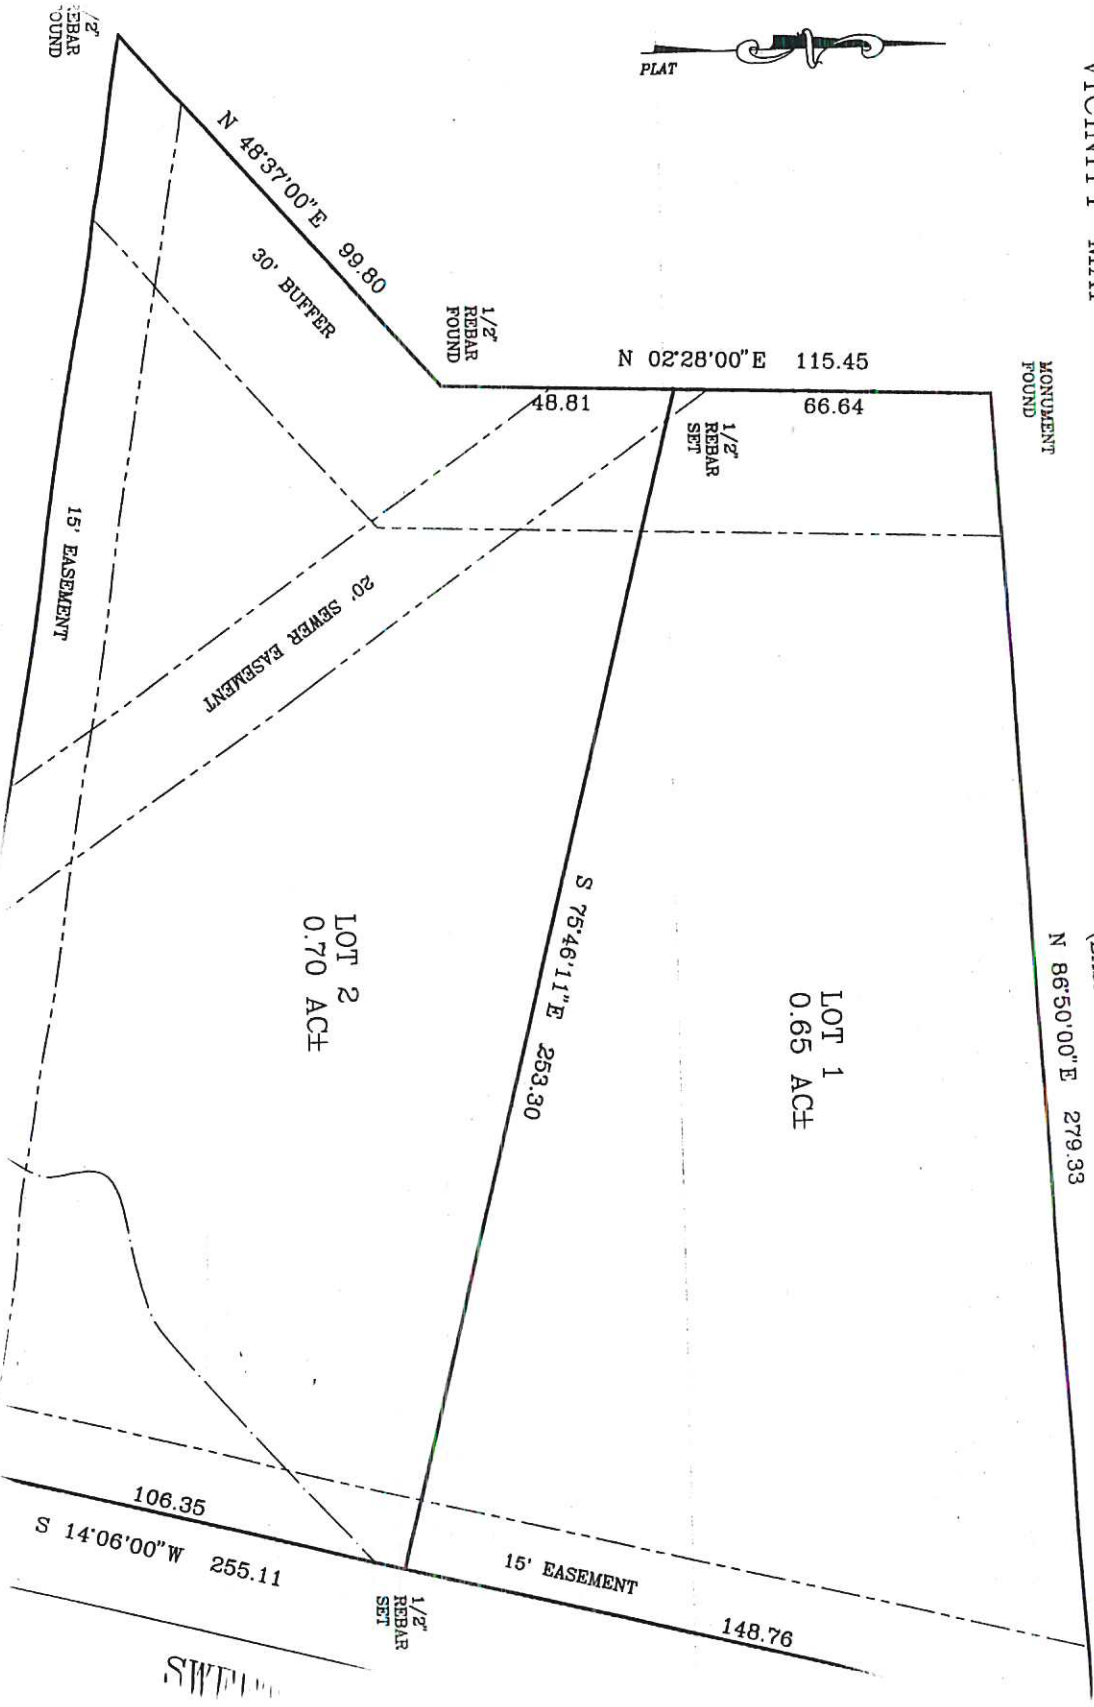 VICINITY MAP
PLAT
1/2"
REBAR
FOUND
N 48°37'00"E 99.80
30' BUFFER
1/2"
REBAR
FOUND
N 02°28'00"E 115.45
48.81
66.64
1/2"
REBAR
SET
MONUMENT
FOUND
15' EASEMENT
20' SEWER EASEMENT
N 86°50'00"E 279.33
S 75°46'11"E 253.30
LOT 1
0.65 AC±
LOT 2
0.70 AC±
106.35
S 14°06'00"W 255.11
15' EASEMENT
148.76
1/2"
REBAR
SET